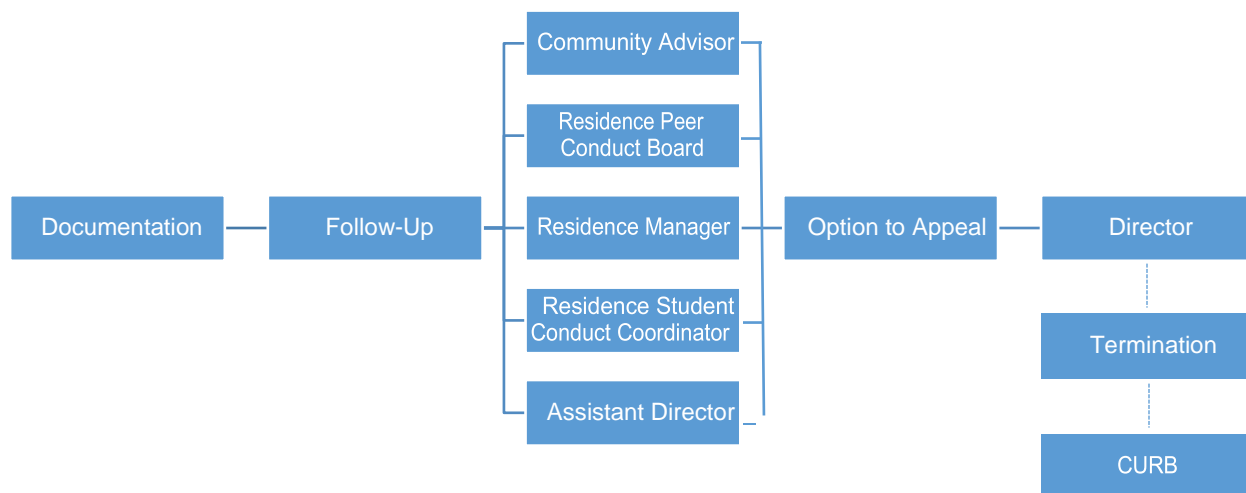 Community Advisor
Residence Peer
Conduct Board
Documentation
Follow-Up
Residence Manager
Option to Appeal
Director
Residence Student
Conduct Coordinator
Termination
Assistant Director
CURB